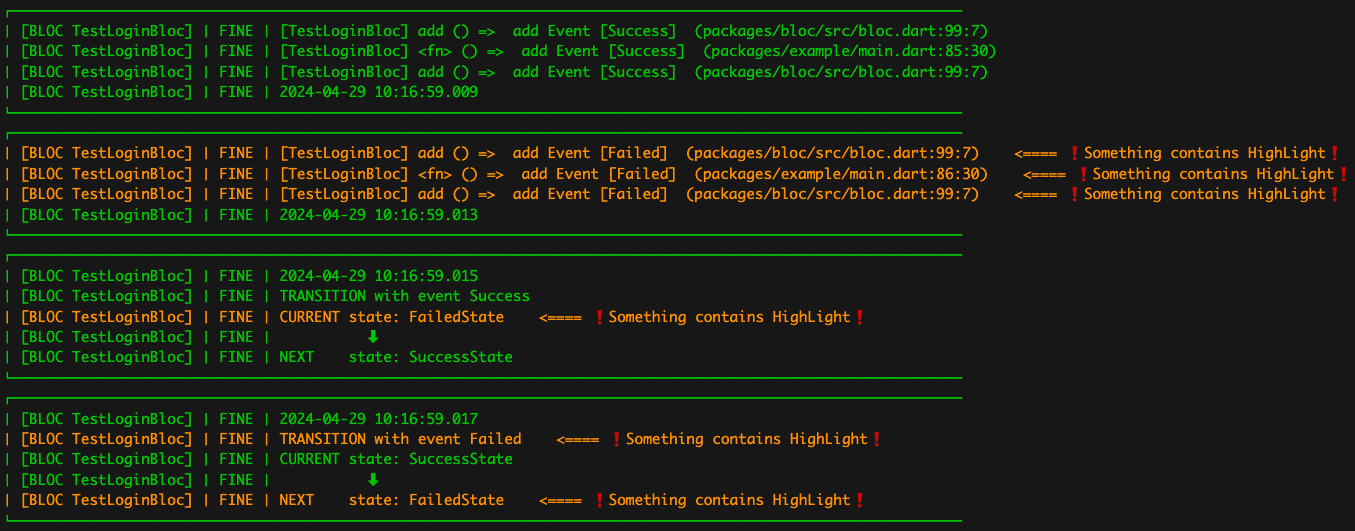 | [BLOC TestLoginBloc] | FINE | [TestLoginBloc] add () =>  add Event [Success]  (packages/bloc/src/bloc.dart:99:7)
| [BLOC TestLoginBloc] | FINE | [TestLoginBloc] <fn> () =>  add Event [Success]  (packages/example/main.dart:85:30)
| [BLOC TestLoginBloc] | FINE | [TestLoginBloc] add () =>  add Event [Success]  (packages/bloc/src/bloc.dart:99:7)
| [BLOC TestLoginBloc] | FINE | 2024-04-29 10:16:59.009
| [BLOC TestLoginBloc] | FINE | [TestLoginBloc] add () =>  add Event [Failed]  (packages/bloc/src/bloc.dart:99:7)    <==== ❗Something contains HighLight❗
| [BLOC TestLoginBloc] | FINE | [TestLoginBloc] <fn> () =>  add Event [Failed]  (packages/example/main.dart:86:30)    <==== ❗Something contains HighLight❗
| [BLOC TestLoginBloc] | FINE | [TestLoginBloc] add () =>  add Event [Failed]  (packages/bloc/src/bloc.dart:99:7)    <==== ❗Something contains HighLight❗
| [BLOC TestLoginBloc] | FINE | 2024-04-29 10:16:59.013
| [BLOC TestLoginBloc] | FINE | 2024-04-29 10:16:59.015
| [BLOC TestLoginBloc] | FINE | TRANSITION with event Success
| [BLOC TestLoginBloc] | FINE | CURRENT state: FailedState    <==== ❗Something contains HighLight❗
| [BLOC TestLoginBloc] | FINE |           ⬇
| [BLOC TestLoginBloc] | FINE | NEXT    state: SuccessState
| [BLOC TestLoginBloc] | FINE | 2024-04-29 10:16:59.017
| [BLOC TestLoginBloc] | FINE | TRANSITION with event Failed    <==== ❗Something contains HighLight❗
| [BLOC TestLoginBloc] | FINE | CURRENT state: SuccessState
| [BLOC TestLoginBloc] | FINE |           ⬇
| [BLOC TestLoginBloc] | FINE | NEXT    state: FailedState    <==== ❗Something contains HighLight❗